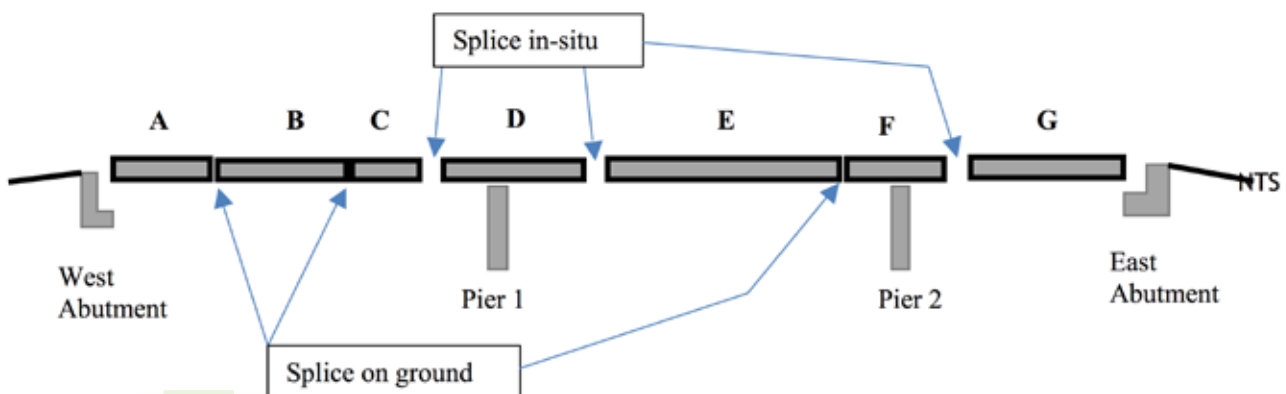 Splice in-situ
A
B
C
D
E
F
G
NTS
West
Abutment
Pier 1
Pier 2
East
Abutment
Splice on ground